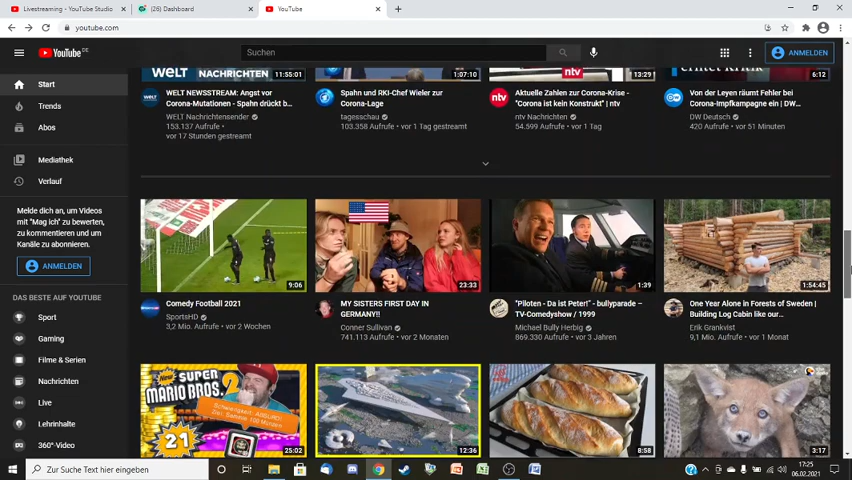 Livestreaming - YouTube Studio
(26) Dashboard
YouTube
youtube.com
YouTube DE
Suchen
ANMELDEN
Start
Trends
Abos
Mediathek
Verlauf
Melde dich an, um Videos
mit "Mag ich" zu bewerten,
zu kommentieren und um
Kanäle zu abonnieren.
ANMELDEN
DAS BESTE AUF YOUTUBE
Sport
Gaming
Filme & Serien
Nachrichten
Live
Lehrinhalte
360°-Video
WELT NACHRICHTEN
11:55:01
1:07:10
ntv
13:29
6:12
WELT NEWSSTREAM: Angst vor
Corona-Mutationen - Spahn drückt b...
WELT Nachrichtensender
153.137 Aufrufe •
vor 17 Stunden gestreamt
Spahn und RKI-Chef Wieler zur
Corona-Lage
tagesschau
103.358 Aufrufe • vor 1 Tag gestreamt
Aktuelle Zahlen zur Corona-Krise -
"Corona ist kein Konstrukt" | ntv
ntv Nachrichten
54.599 Aufrufe • vor 1 Tag
Von der Leyen räumt Fehler bei
Corona-Impfkampagne ein | DW...
DW Deutsch
420 Aufrufe • vor 51 Minuten
9:06
23:33
1:39
1:54:45
Comedy Football 2021
SportsHD
3,2 Mio. Aufrufe • vor 2 Wochen
MY SISTERS FIRST DAY IN
GERMANY!!
Conner Sullivan
741.113 Aufrufe • vor 2 Monaten
"Piloten - Da ist Peter!" - bullyparade –
TV-Comedyshow / 1999
Michael Bully Herbig
869.330 Aufrufe • vor 3 Jahren
One Year Alone in Forests of Sweden |
Building Log Cabin like our...
Erik Grankvist
9,1 Mio. Aufrufe • vor 1 Monat
SUPER
MARIO BROS.
2
21
25:02
12:36
8:58
3:17
Zur Suche Text hier eingeben
17:25
06.02.2021